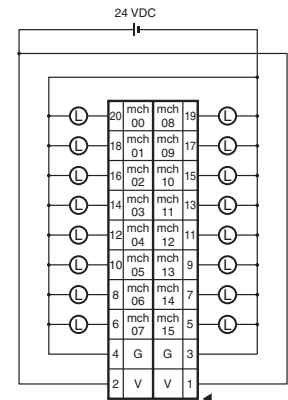 24 VDC
L 20 mch 00 mch 08 19 L
L 18 mch 01 mch 09 17 L
L 16 mch 02 mch 10 15 L
L 14 mch 03 mch 11 13 L
L 12 mch 04 mch 12 11 L
L 10 mch 05 mch 13 9 L
L 8 mch 06 mch 14 7 L
L 6 mch 07 mch 15 5 L
4 G G 3
2 V V 1